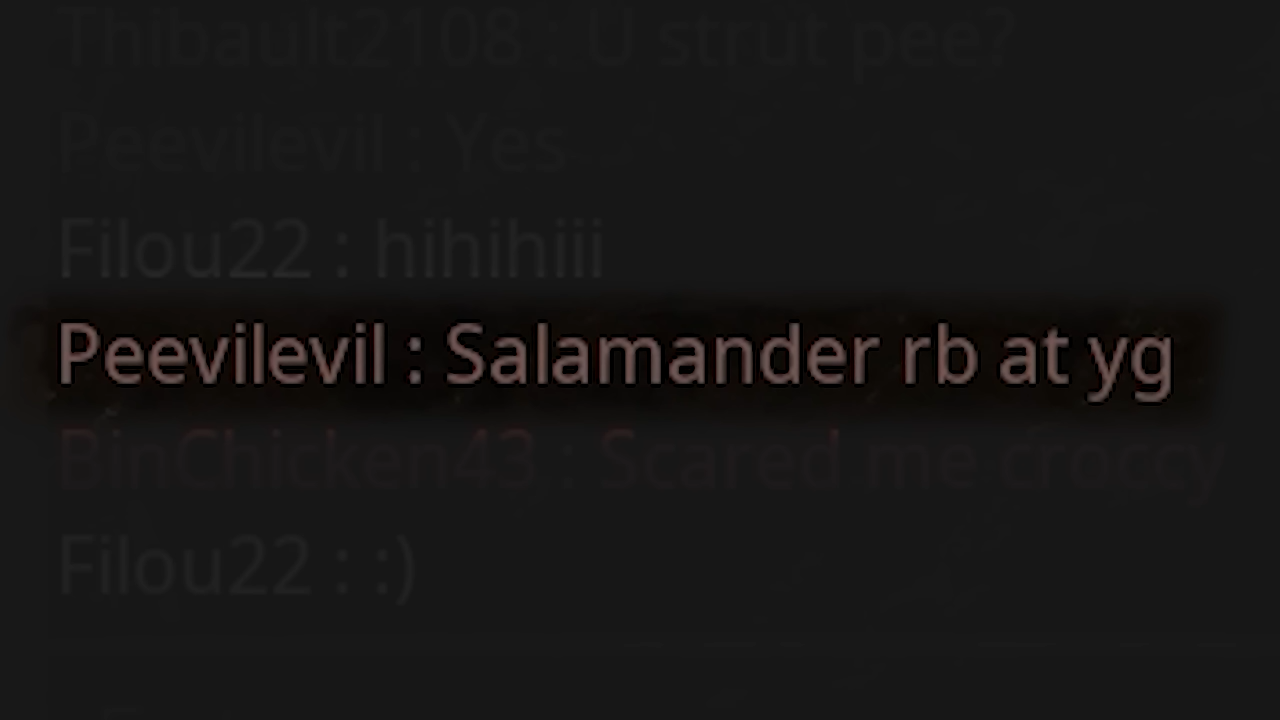 Thibault2108 : U strut pee?
Peevilevil : Yes
Filou22 : hihihiii
Peevilevil : Salamander rb at yg
BinChicken43 : Scared me croccy
Filou22 : :)